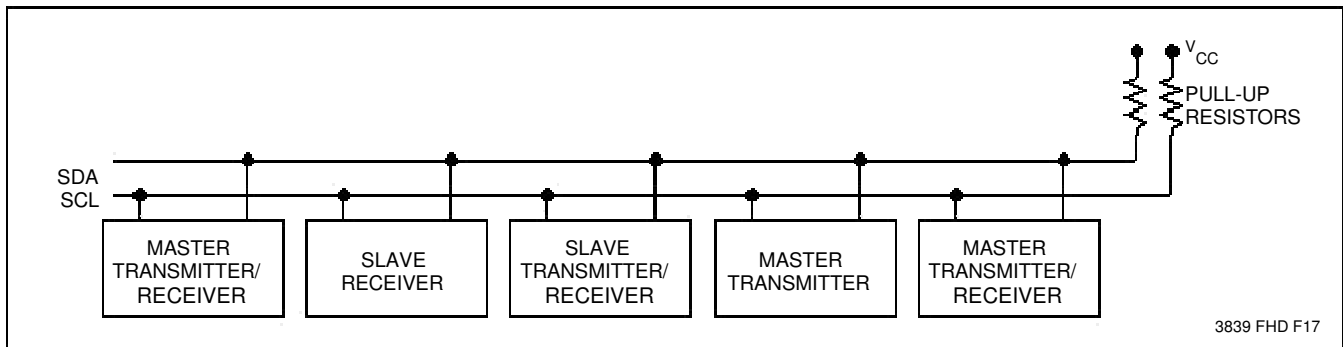 VCC
PULL-UP
RESISTORS
SDA
SCL
MASTER
TRANSMITTER/
RECEIVER
SLAVE
RECEIVER
SLAVE
TRANSMITTER/
RECEIVER
MASTER
TRANSMITTER
MASTER
TRANSMITTER/
RECEIVER
3839 FHD F17